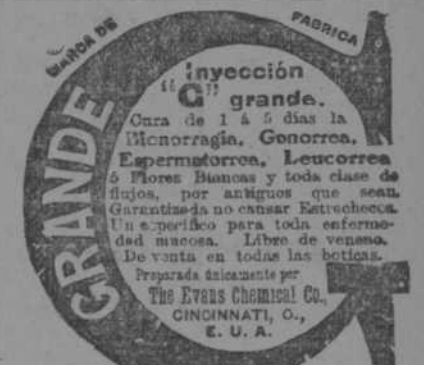 MARCA DE FABRICA
GRANDE
Inyección
"G" grande.
Cura de 1 á 5 días la
Blenorragia, Gonorrea,
Espermatorrea, Leucorrea
ó Flores Blancas y toda clase de
flujos, por antiguos que sean.
Garantizada no causar Estrecheces.
Un especifico para toda enferme-
dad mucosa. Libre de veneno.
De venta en todas las boticas.
Preparada únicamente por
The Evans Chemical Co.,
CINCINNATI, O.,
E. U. A.